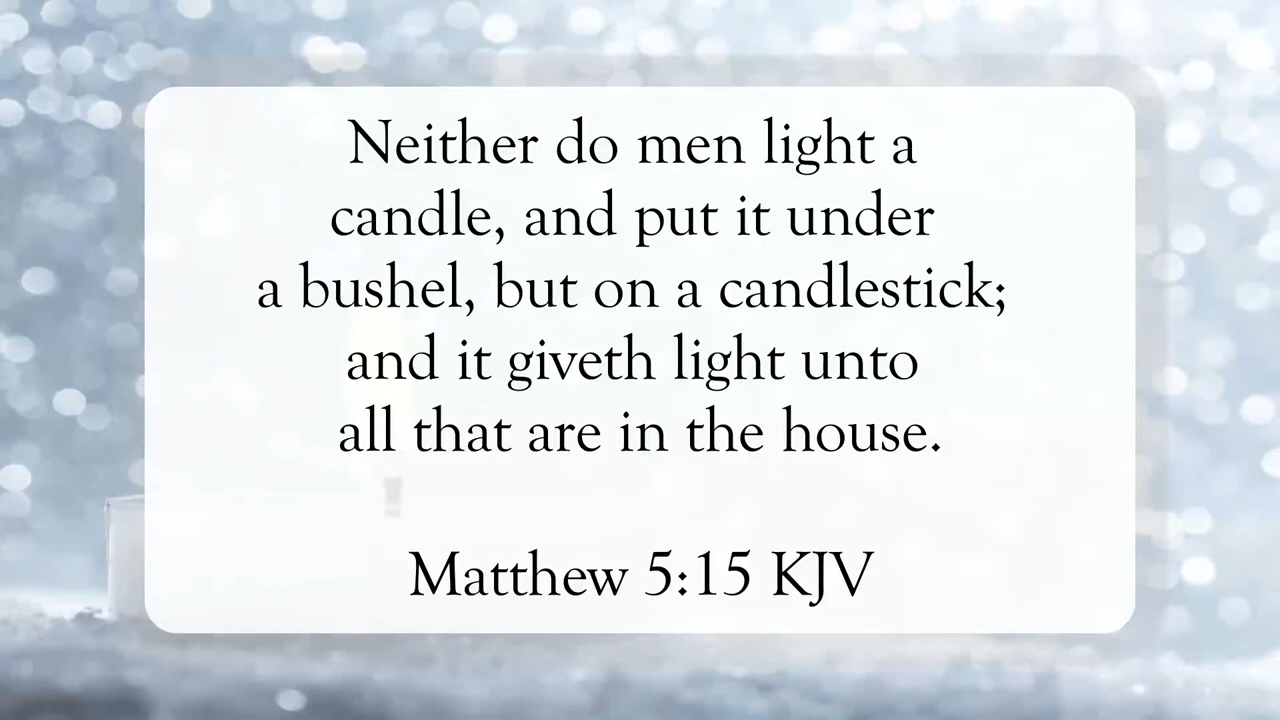 Neither do men light a
candle, and put it under
a bushel, but on a candlestick;
and it giveth light unto
all that are in the house.
Matthew 5:15 KJV